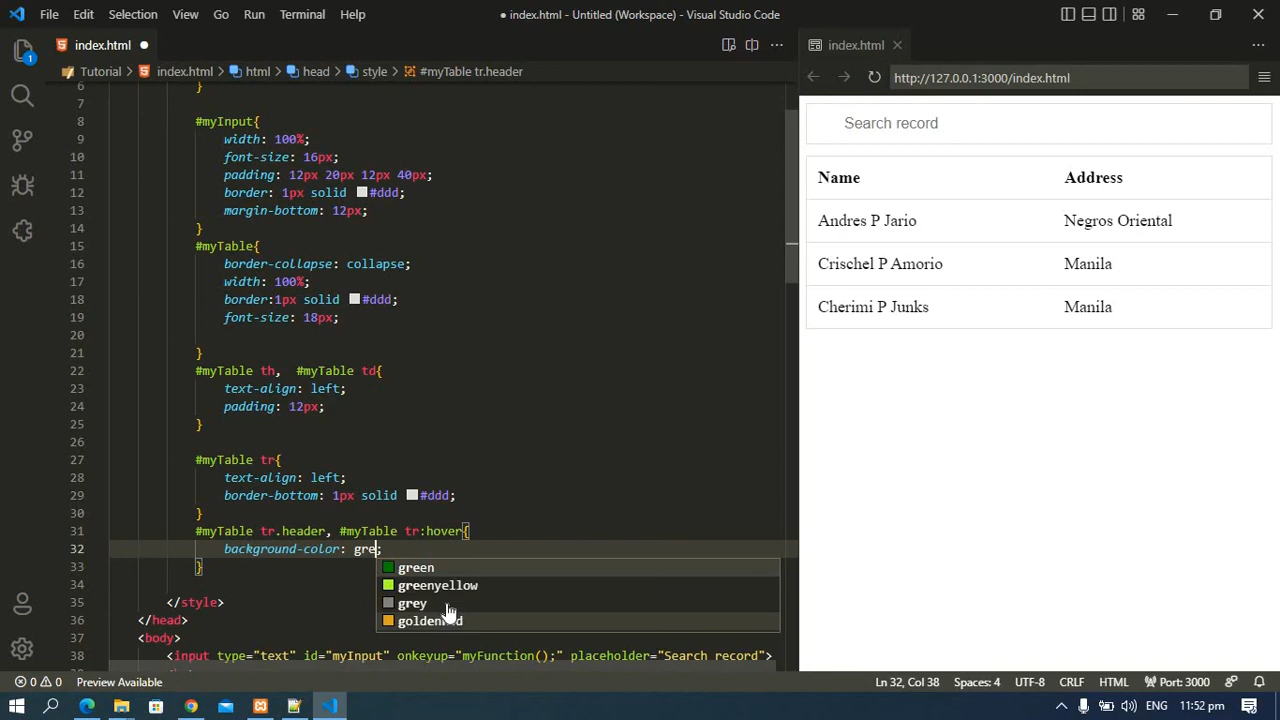 File Edit Selection View Go Run Terminal Help
● index.html - Untitled (Workspace) - Visual Studio Code
index.html ●
index.html
Tutorial > index.html > html > head > style > #myTable tr.header
http://127.0.0.1:3000/index.html
1
6 }
7
8 #myInput{
9 width: 100%;
10 font-size: 16px;
11 padding: 12px 20px 12px 40px;
12 border: 1px solid #ddd;
13 margin-bottom: 12px;
14 }
15 #myTable{
16 border-collapse: collapse;
17 width: 100%;
18 border:1px solid #ddd;
19 font-size: 18px;
20
21 }
22 #myTable th,  #myTable td{
23 text-align: left;
24 padding: 12px;
25 }
26
27 #myTable tr{
28 text-align: left;
29 border-bottom: 1px solid #ddd;
30 }
31 #myTable tr.header, #myTable tr:hover{
32 background-color: gre;
33 }
34
35 </style>
36 </head>
37 <body>
38 <input type="text" id="myInput" onkeyup="myFunction();" placeholder="Search record">
green
greenyellow
grey
goldenrod
Search record
Name Address
Andres P Jario Negros Oriental
Crischel P Amorio Manila
Cherimi P Junks Manila
0 0 Preview Available
Ln 32, Col 38 Spaces: 4 UTF-8 CRLF HTML Port: 3000
ENG 11:52 pm